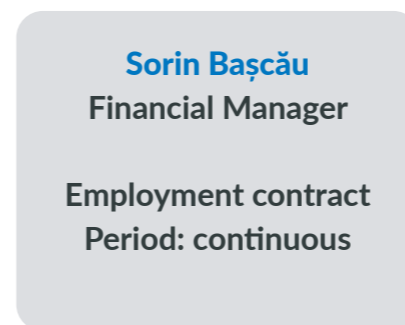 Sorin Bașcău
Financial Manager
Employment contract
Period: continuous